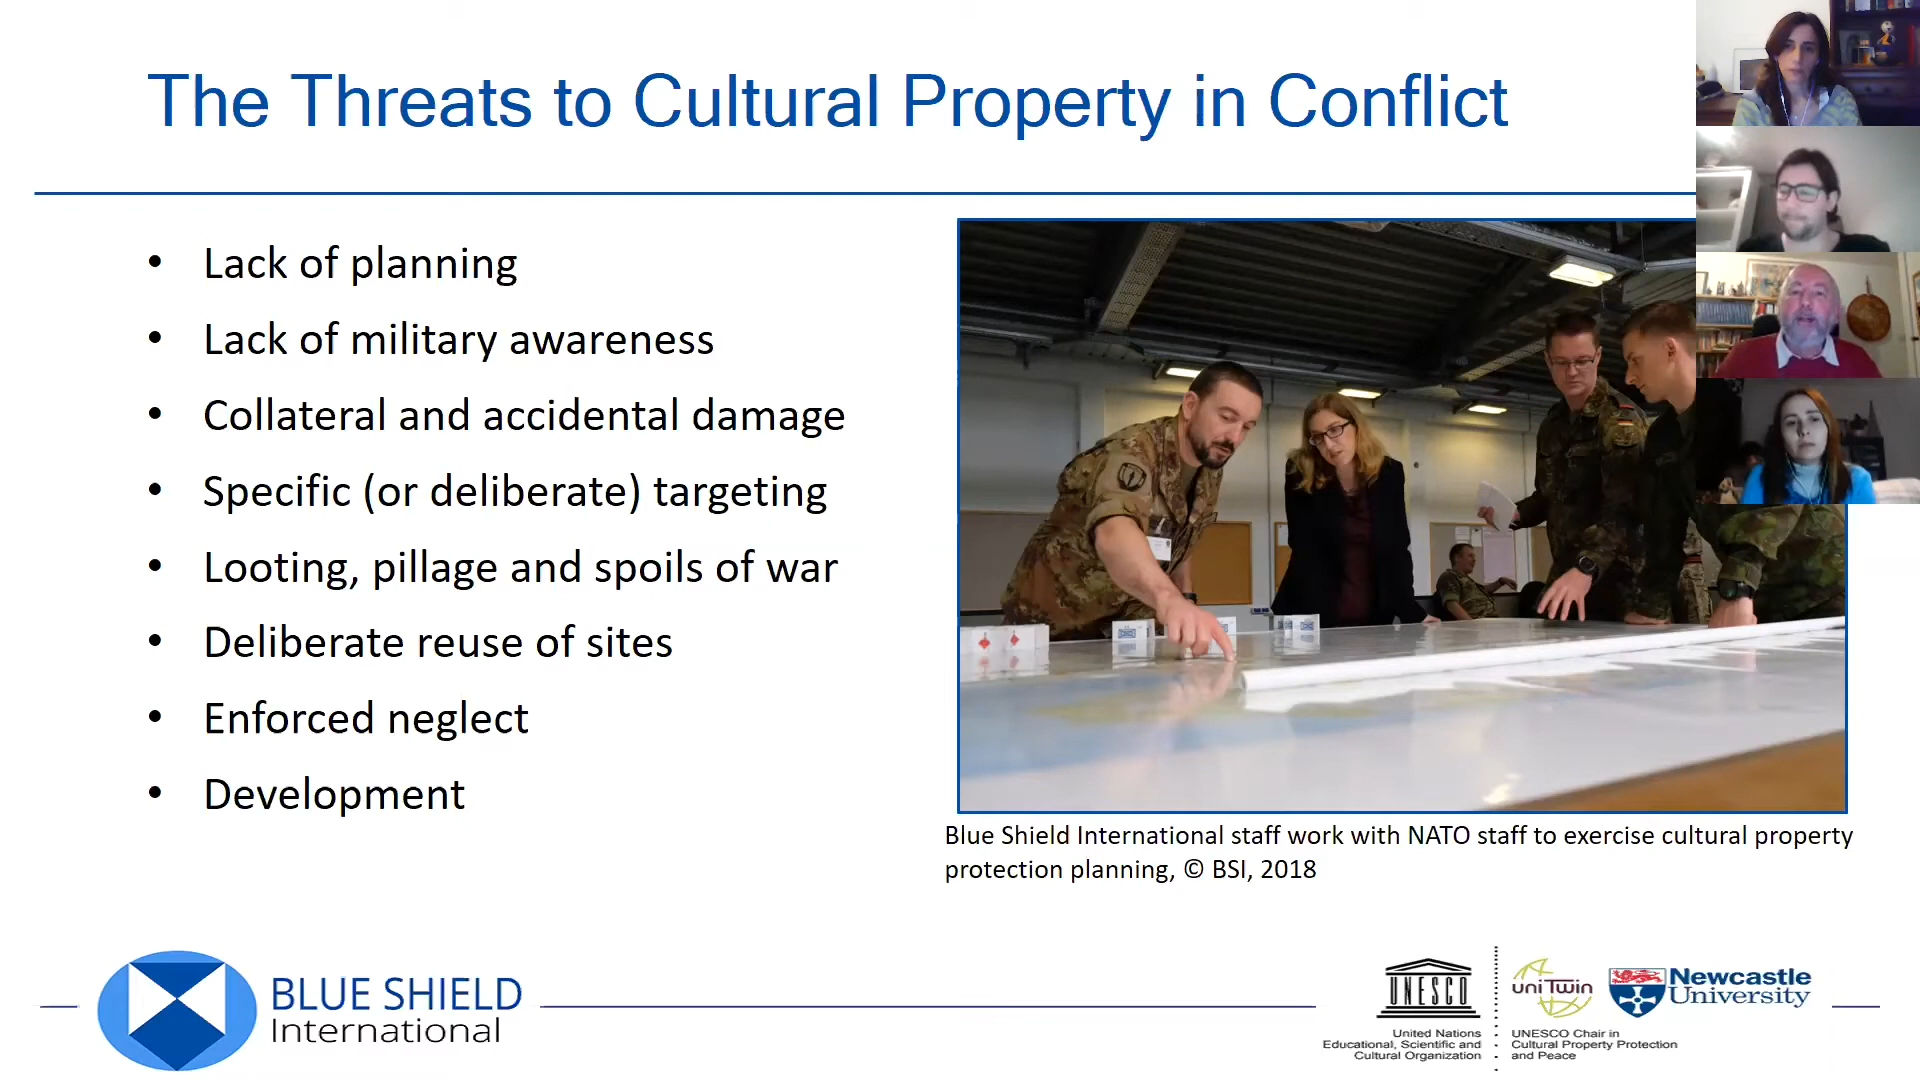 The Threats to Cultural Property in Conflict
• Lack of planning
• Lack of military awareness
• Collateral and accidental damage
• Specific (or deliberate) targeting
• Looting, pillage and spoils of war
• Deliberate reuse of sites
• Enforced neglect
• Development
Blue Shield International staff work with NATO staff to exercise cultural property
protection planning, © BSI, 2018
BLUE SHIELD
International
UNESCO
United Nations
Educational, Scientific and
Cultural Organization
uniTwin
UNESCO Chair in
Cultural Property Protection
and Peace
Newcastle
University